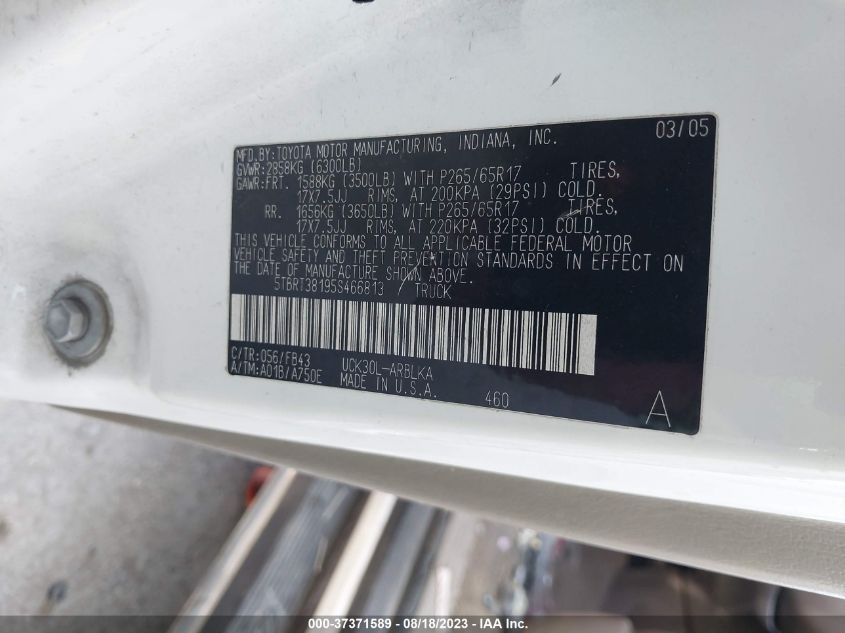 03/05
MFD.BY:TOYOTA MOTOR MANUFACTURING, INDIANA, INC.
GVWR:2858KG (6300LB)
GAWR:FRT. 1588KG (3500LB) WITH P265/65R17 TIRES,
17X7.5JJ RIMS, AT 200KPA (29PSI) COLD.
RR. 1656KG (3650LB) WITH P265/65R17 TIRES,
17X7.5JJ RIMS, AT 220KPA (32PSI) COLD.
THIS VEHICLE CONFORMS TO ALL APPLICABLE FEDERAL MOTOR
VEHICLE SAFETY AND THEFT PREVENTION STANDARDS IN EFFECT ON
THE DATE OF MANUFACTURE SHOWN ABOVE.
5TBRT38195S466813 TRUCK
C/TR:056/FB43 UCK30L-ARBLKA
A/TM:A01B/A750E MADE IN U.S.A. 460 A
000-37371589 - 08/18/2023 - IAA Inc.